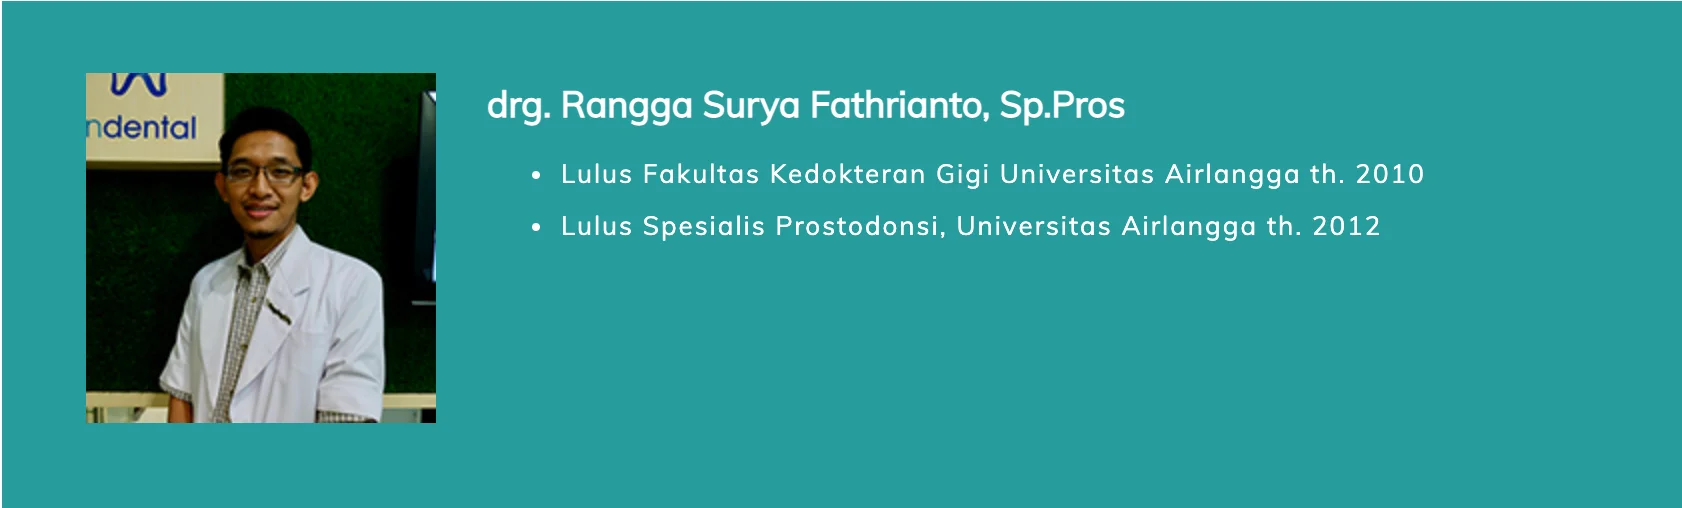 ndental
drg. Rangga Surya Fathrianto, Sp.Pros
Lulus Fakultas Kedokteran Gigi Universitas Airlangga th. 2010
Lulus Spesialis Prostodonsi, Universitas Airlangga th. 2012